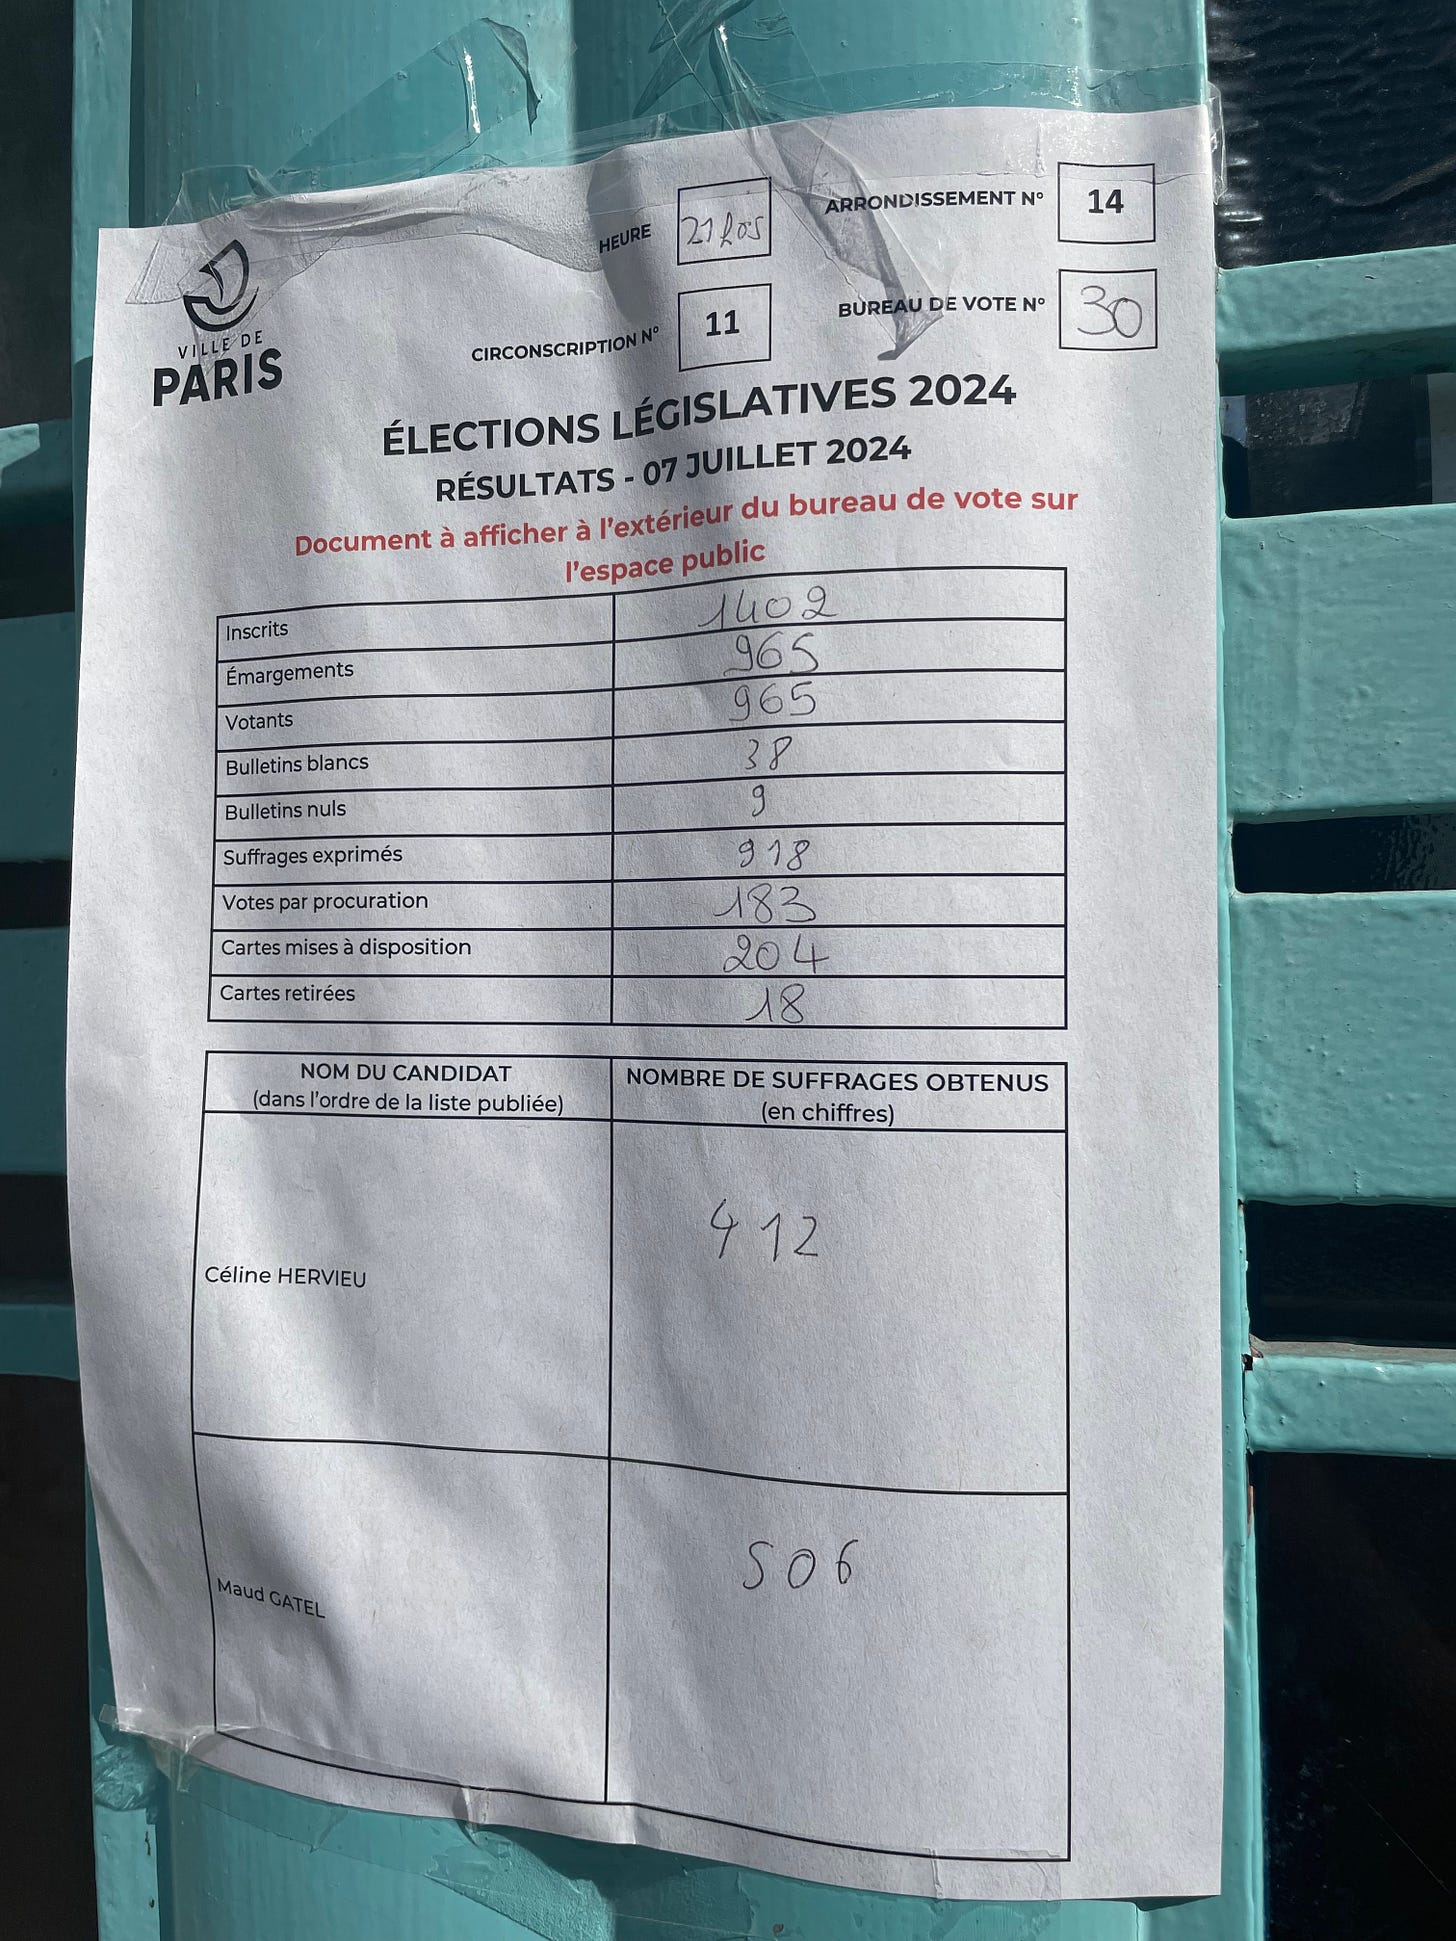 VILLE DE
PARIS
HEURE 21h05
ARRONDISSEMENT N° 14
CIRCONSCRIPTION N° 11
BUREAU DE VOTE N° 30
ÉLECTIONS LÉGISLATIVES 2024
RÉSULTATS - 07 JUILLET 2024
Document à afficher à l'extérieur du bureau de vote sur
l'espace public
Inscrits 1402
Émargements 965
Votants 965
Bulletins blancs 38
Bulletins nuls 9
Suffrages exprimés 918
Votes par procuration 183
Cartes mises à disposition 204
Cartes retirées 18
NOM DU CANDIDAT
(dans l'ordre de la liste publiée)
NOMBRE DE SUFFRAGES OBTENUS
(en chiffres)
Céline HERVIEU 412
Maud GATEL 506